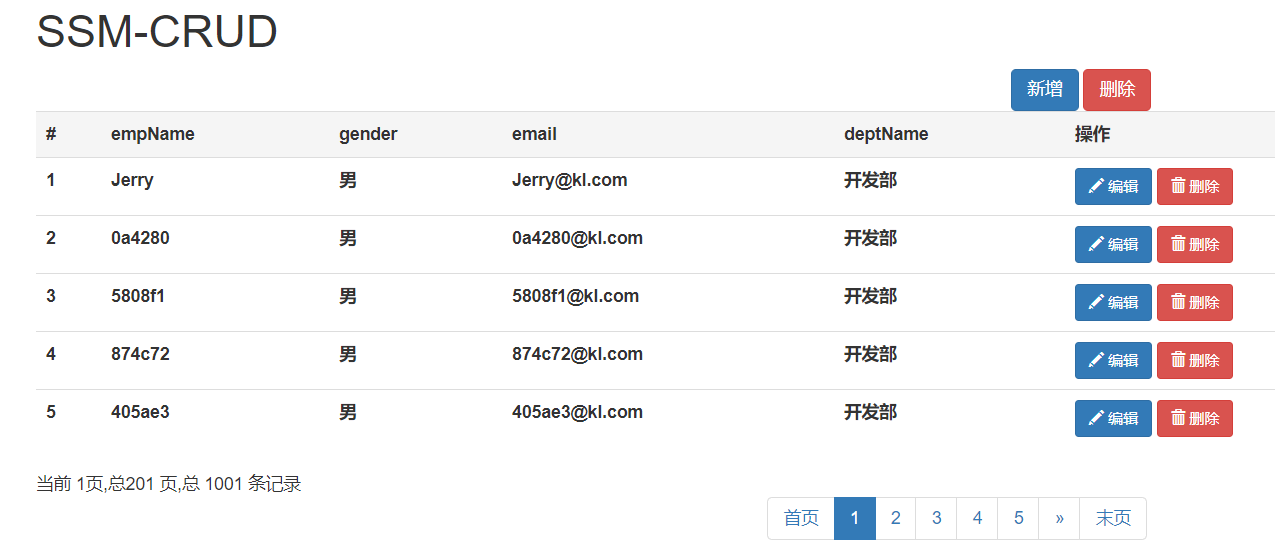 SSM-CRUD
新增 删除
# empName gender email deptName 操作
1 Jerry 男 Jerry@kl.com 开发部 编辑 删除
2 0a4280 男 0a4280@kl.com 开发部 编辑 删除
3 5808f1 男 5808f1@kl.com 开发部 编辑 删除
4 874c72 男 874c72@kl.com 开发部 编辑 删除
5 405ae3 男 405ae3@kl.com 开发部 编辑 删除
当前 1页,总201 页,总 1001 条记录
首页 1 2 3 4 5 » 末页